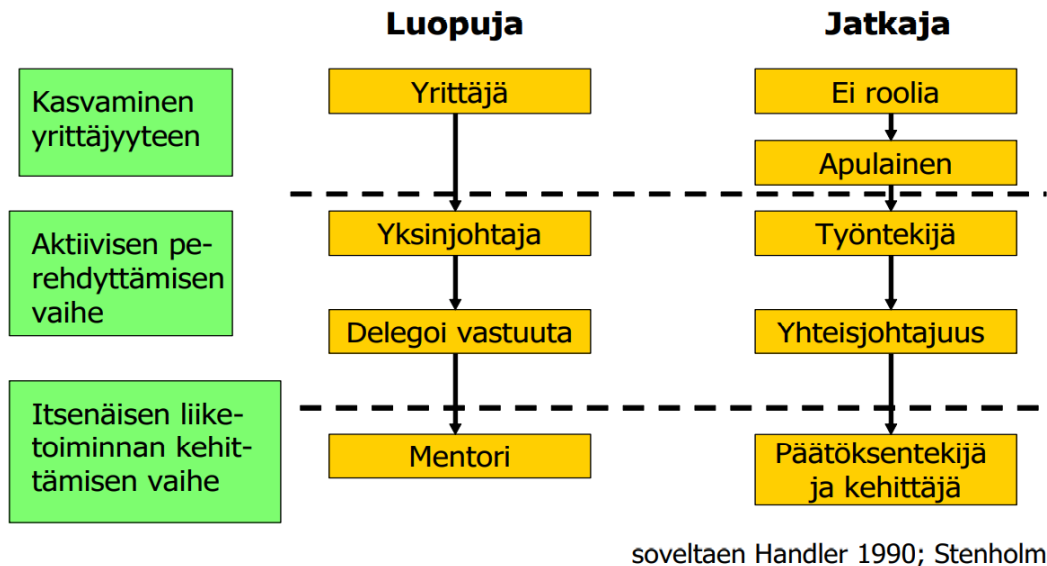 Luopuja
Jatkaja
Kasvaminen
yrittäjyyteen
Yrittäjä
Ei roolia
Apulainen
Aktiivisen pe-
rehdyttämisen
vaihe
Yksinjohtaja
Työntekijä
Delegoi vastuuta
Yhteisjohtajuus
Itsenäisen liike-
toiminnan kehit-
tämisen vaihe
Mentori
Päätöksentekijä
ja kehittäjä
soveltaen Handler 1990; Stenholm